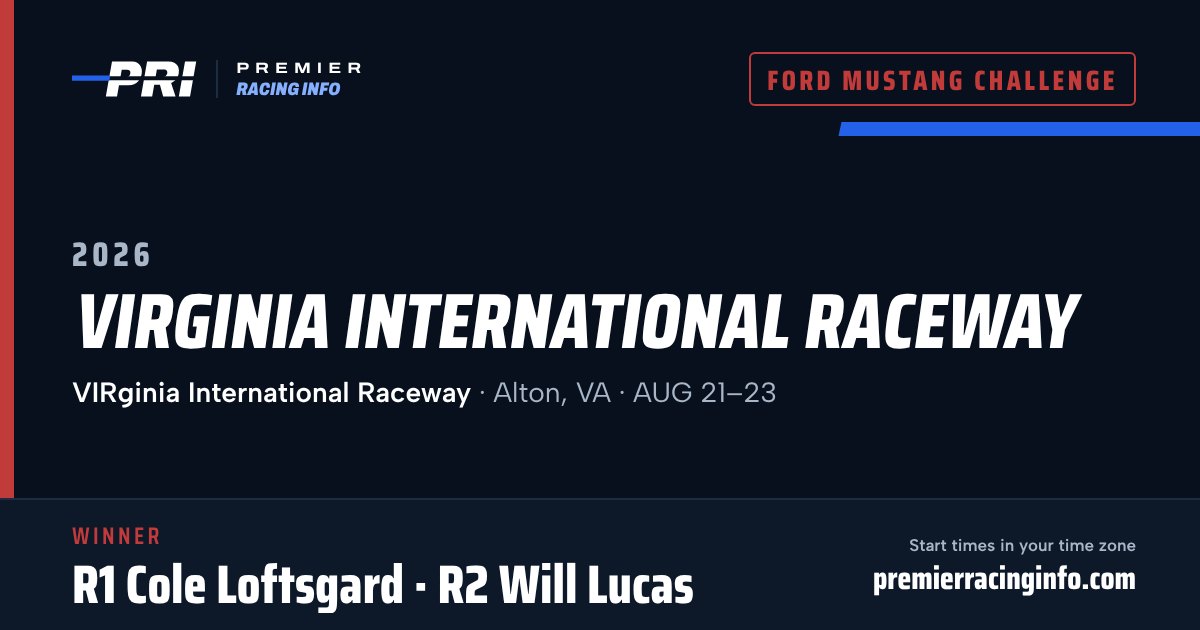 PRI
PREMIER
RACING INFO
FORD MUSTANG CHALLENGE
2026
VIRGINIA INTERNATIONAL RACEWAY
VIRginia International Raceway · Alton, VA · AUG 21–23
WINNER
R1 Cole Loftsgard · R2 Will Lucas
Start times in your time zone
premierracinginfo.com